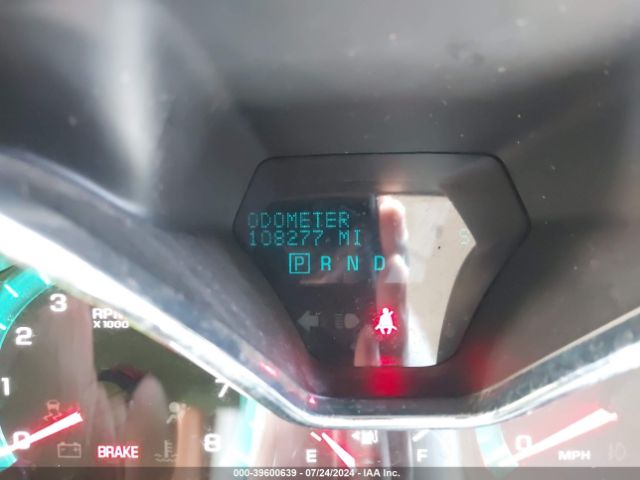 ODOMETER
108277 MI S
P R N D
3
RPM
X 1000
2
1
0
7
8
BRAKE
E F
0
MPH
000-39600639 - 07/24/2024 - IAA Inc.